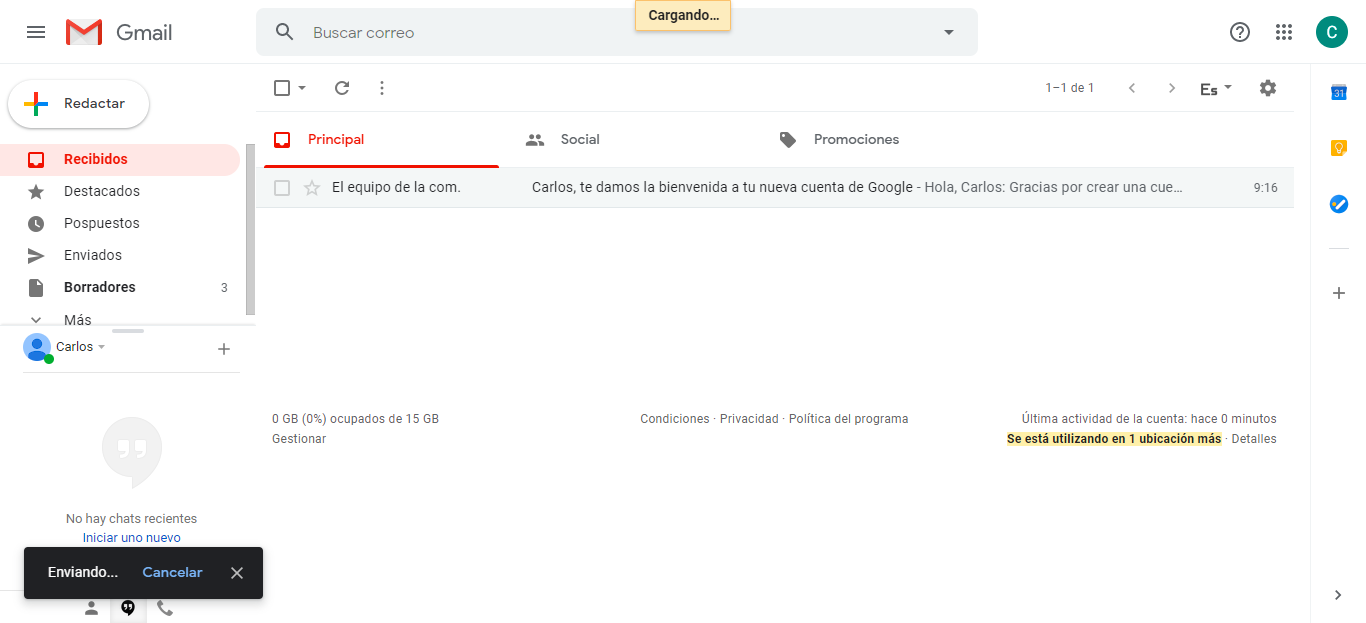 Cargando...
Gmail
Buscar correo
C
Redactar
1–1 de 1
Es
31
Principal
Social
Promociones
Recibidos
El equipo de la com.
Carlos, te damos la bienvenida a tu nueva cuenta de Google - Hola, Carlos: Gracias por crear una cue…
9:16
Destacados
Pospuestos
Enviados
Borradores
3
Más
Carlos
0 GB (0%) ocupados de 15 GB
Gestionar
Condiciones · Privacidad · Política del programa
Última actividad de la cuenta: hace 0 minutos
Se está utilizando en 1 ubicación más · Detalles
No hay chats recientes
Iniciar uno nuevo
Enviando...
Cancelar